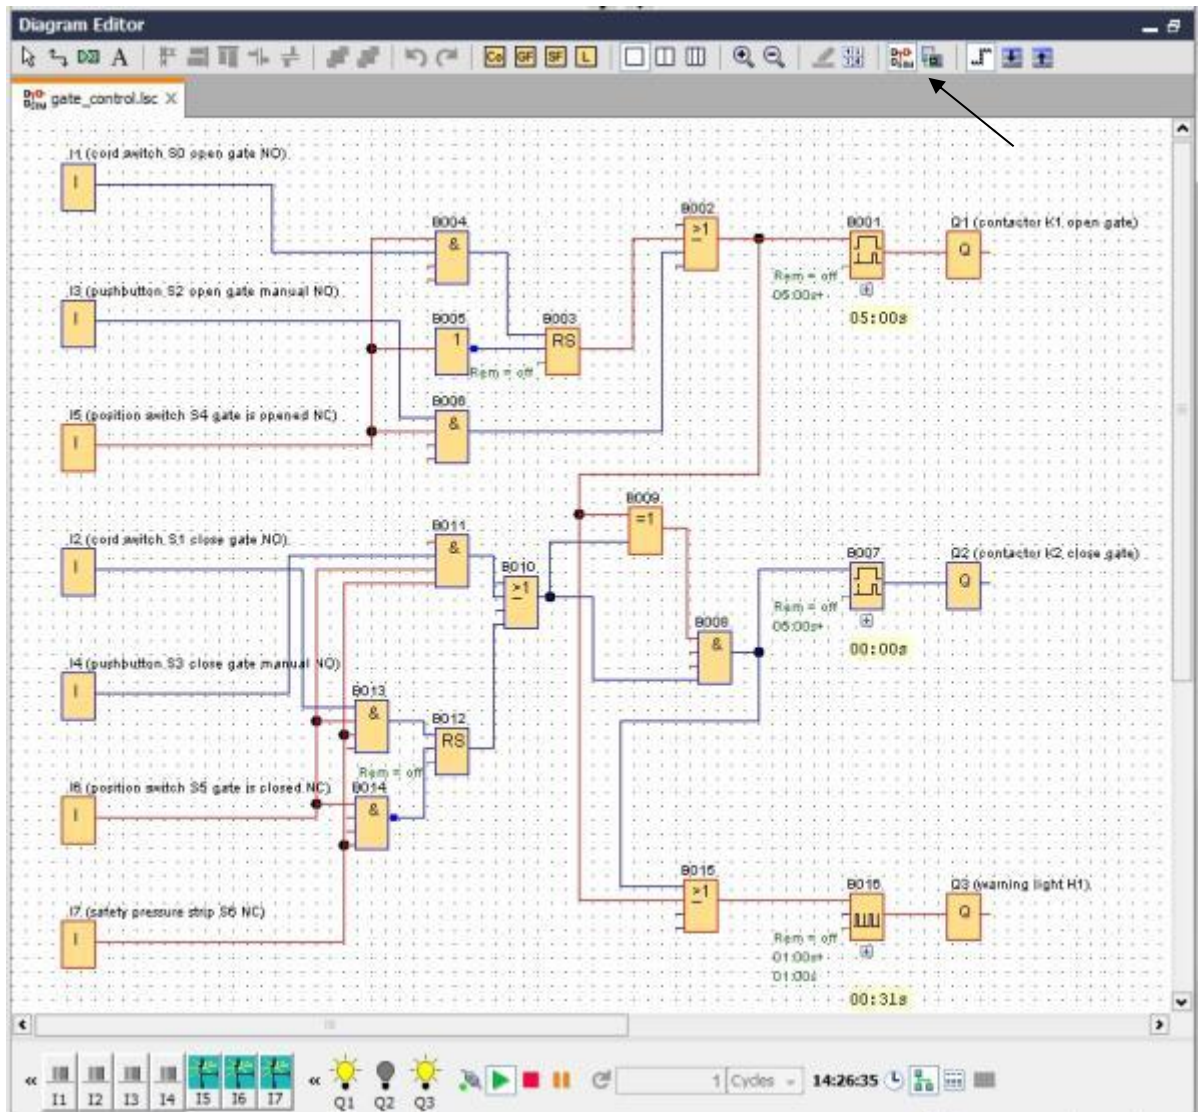 Diagram Editor
A Co GF SF L
gate_control.lsc X
I1 (cord switch S0 open gate NO)
I
B004
&
B002
>1
B001
Q1 (contactor K1 open gate)
Q
Rem = off
05:00s+
05:00s
I3 (pushbutton S2 open gate manual NO)
I
B005
1
B003
RS
Rem = off
B006
&
I5 (position switch S4 gate is opened NC)
I
B009
=1
I2 (cord switch S1 close gate NO)
I
B011
&
B010
>1
B007
Q2 (contactor K2 close gate)
Q
Rem = off
05:00s+
00:00s
B008
&
I4 (pushbutton S3 close gate manual NO)
I
B013
&
B012
RS
Rem = off
I6 (position switch S5 gate is closed NC)
I
B014
&
B015
>1
B016
Q3 (warning light H1)
Q
Rem = off
01:00s+
01:00s
00:31s
I7 (safety pressure strip S6 NC)
I
« I1 I2 I3 I4 I5 I6 I7 « Q1 Q2 Q3 1 Cycles 14:26:35